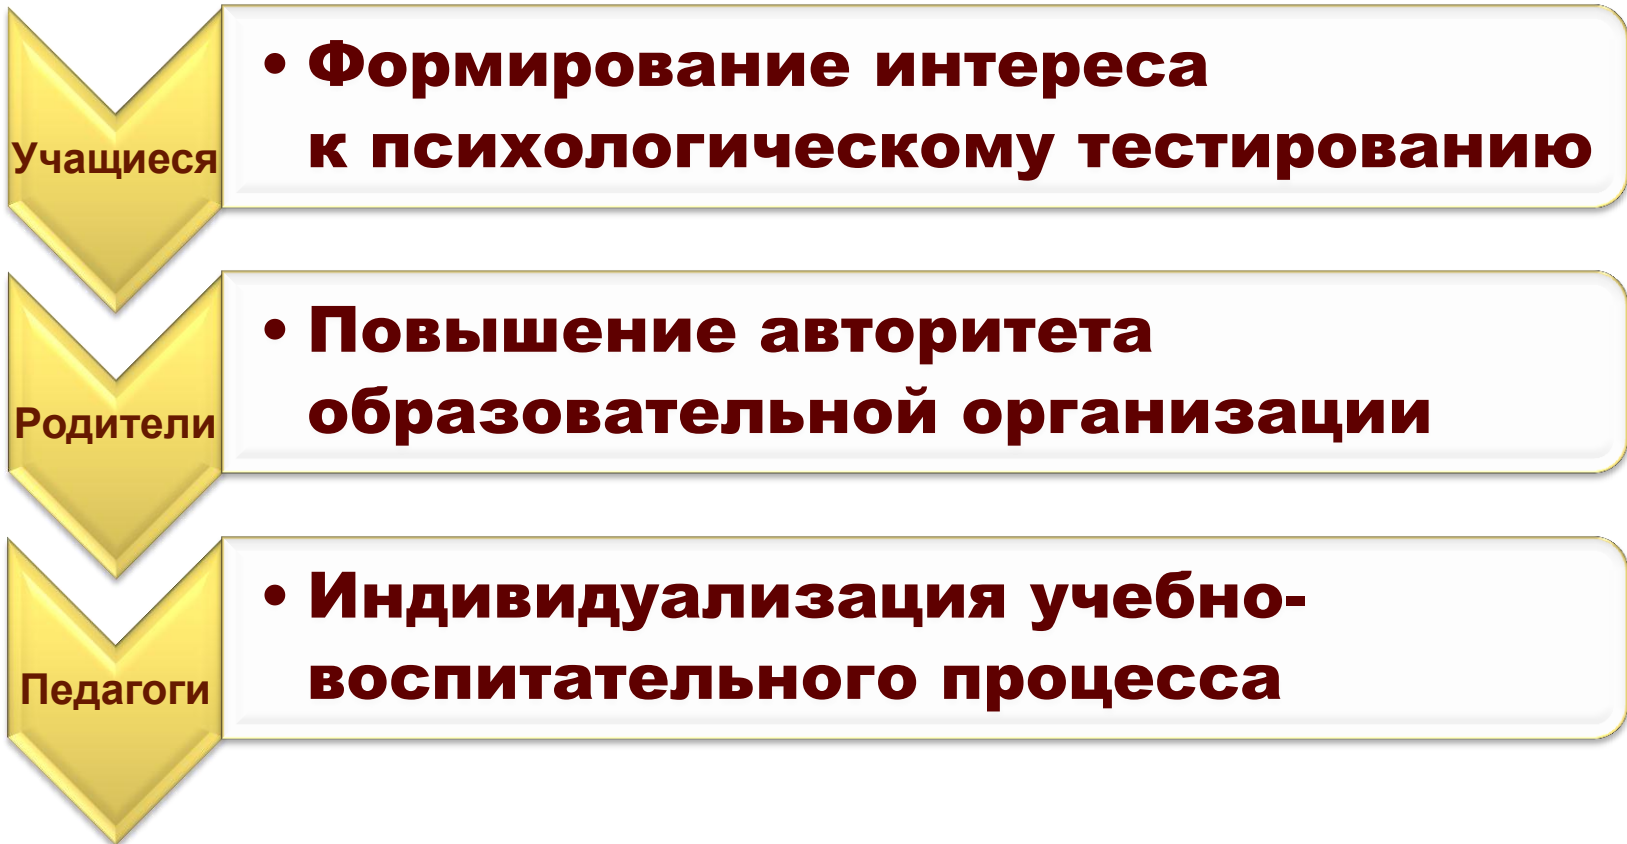 Учащиеся
• Формирование интереса
к психологическому тестированию
Родители
• Повышение авторитета
образовательной организации
Педагоги
• Индивидуализация учебно-
воспитательного процесса